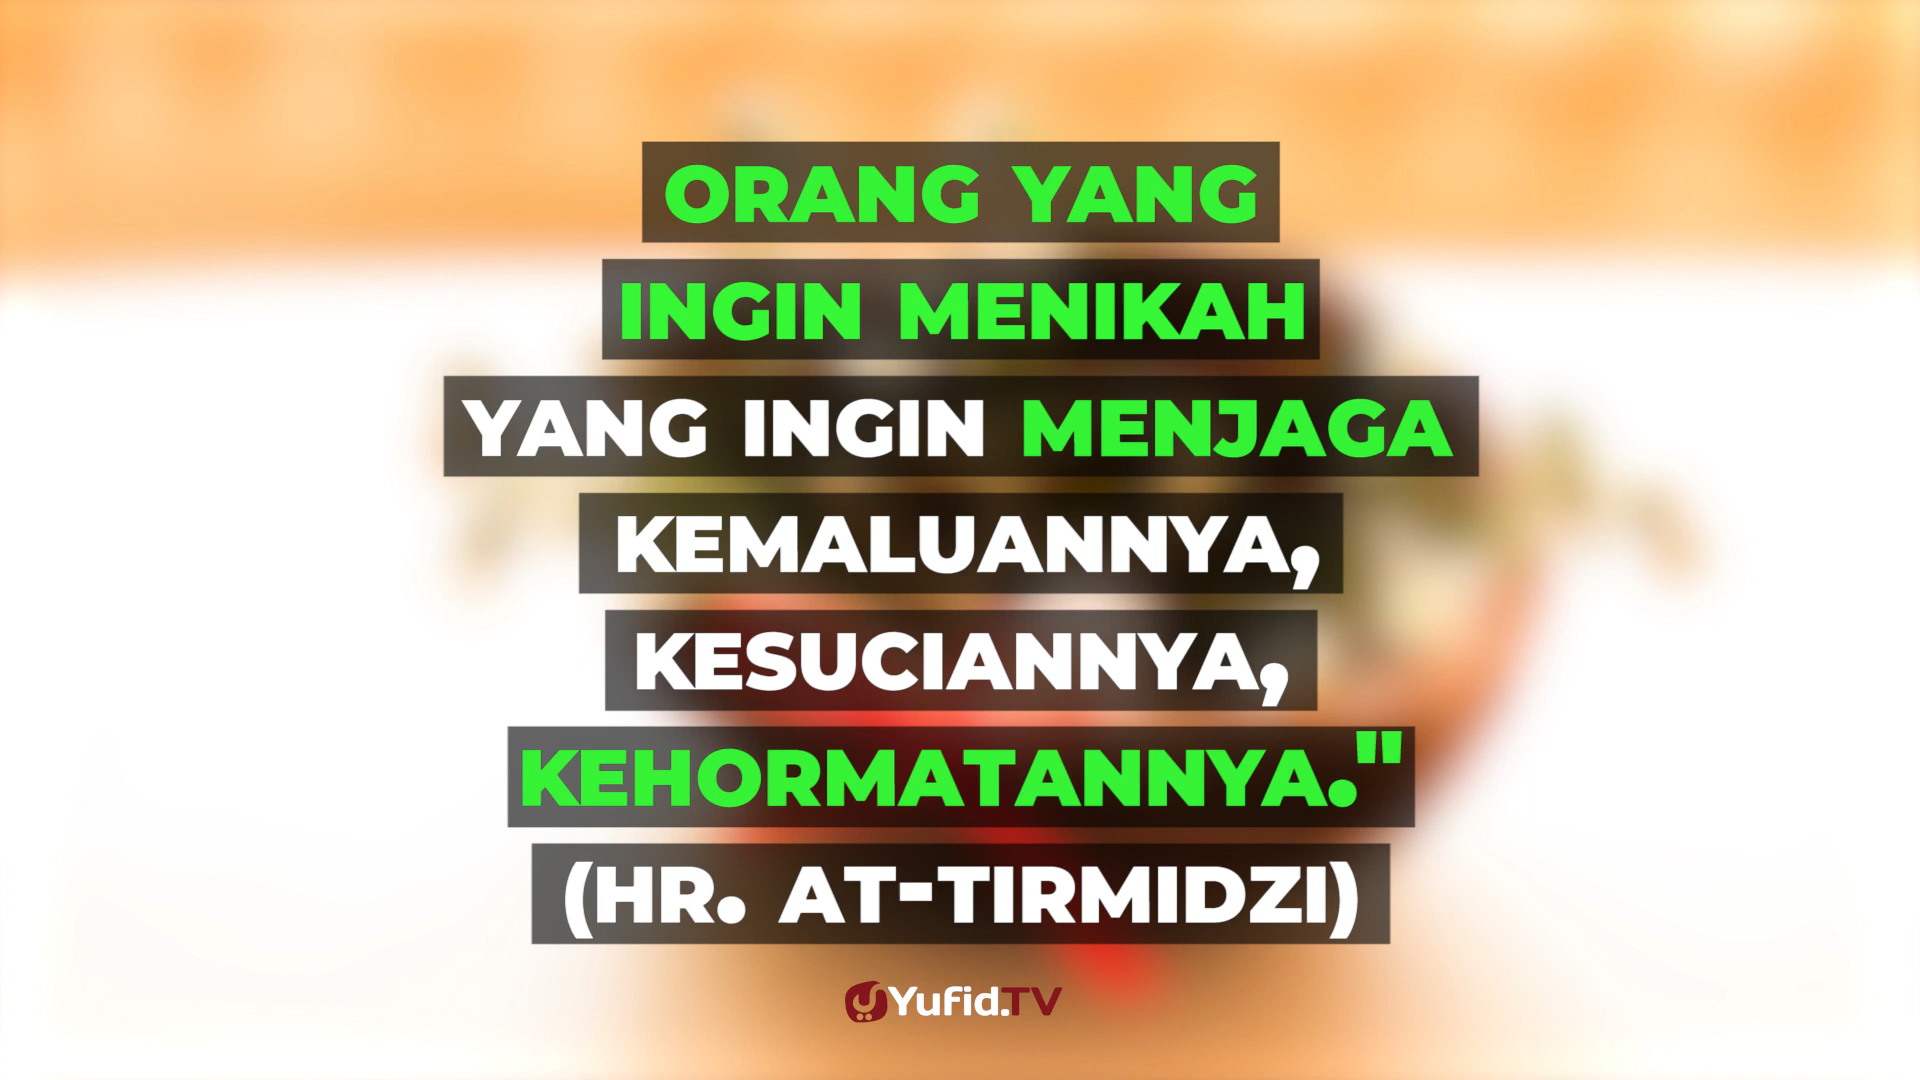 ORANG YANG
INGIN MENIKAH
YANG INGIN MENJAGA
KEMALUANNYA,
KESUCIANNYA,
KEHORMATANNYA."
(HR. AT-TIRMIDZI)
Yufid.TV